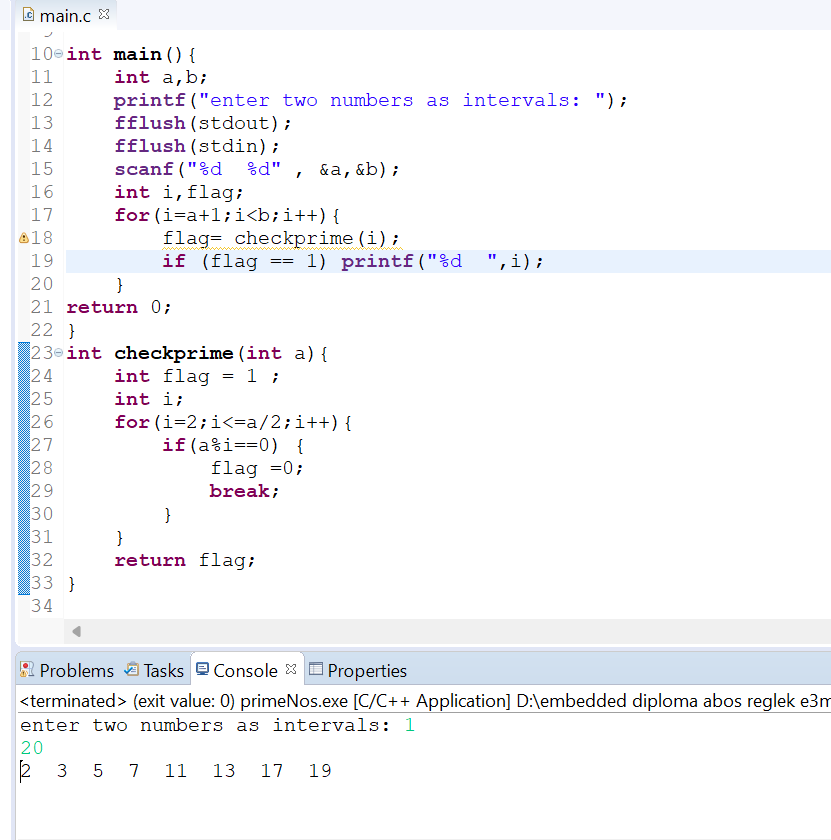 main.c
10 int main(){
11     int a,b;
12     printf("enter two numbers as intervals: ");
13     fflush(stdout);
14     fflush(stdin);
15     scanf("%d  %d" , &a,&b);
16     int i,flag;
17     for(i=a+1;i<b;i++){
18         flag= checkprime(i);
19         if (flag == 1) printf("%d  ",i);
20     }
21 return 0;
22 }
23 int checkprime(int a){
24     int flag = 1 ;
25     int i;
26     for(i=2;i<=a/2;i++){
27         if(a%i==0) {
28             flag =0;
29             break;
30         }
31     }
32     return flag;
33 }
34
Problems Tasks Console Properties
<terminated> (exit value: 0) primeNos.exe [C/C++ Application] D:\embedded diploma abos reglek e3m
enter two numbers as intervals: 1
20
2  3  5  7  11  13  17  19